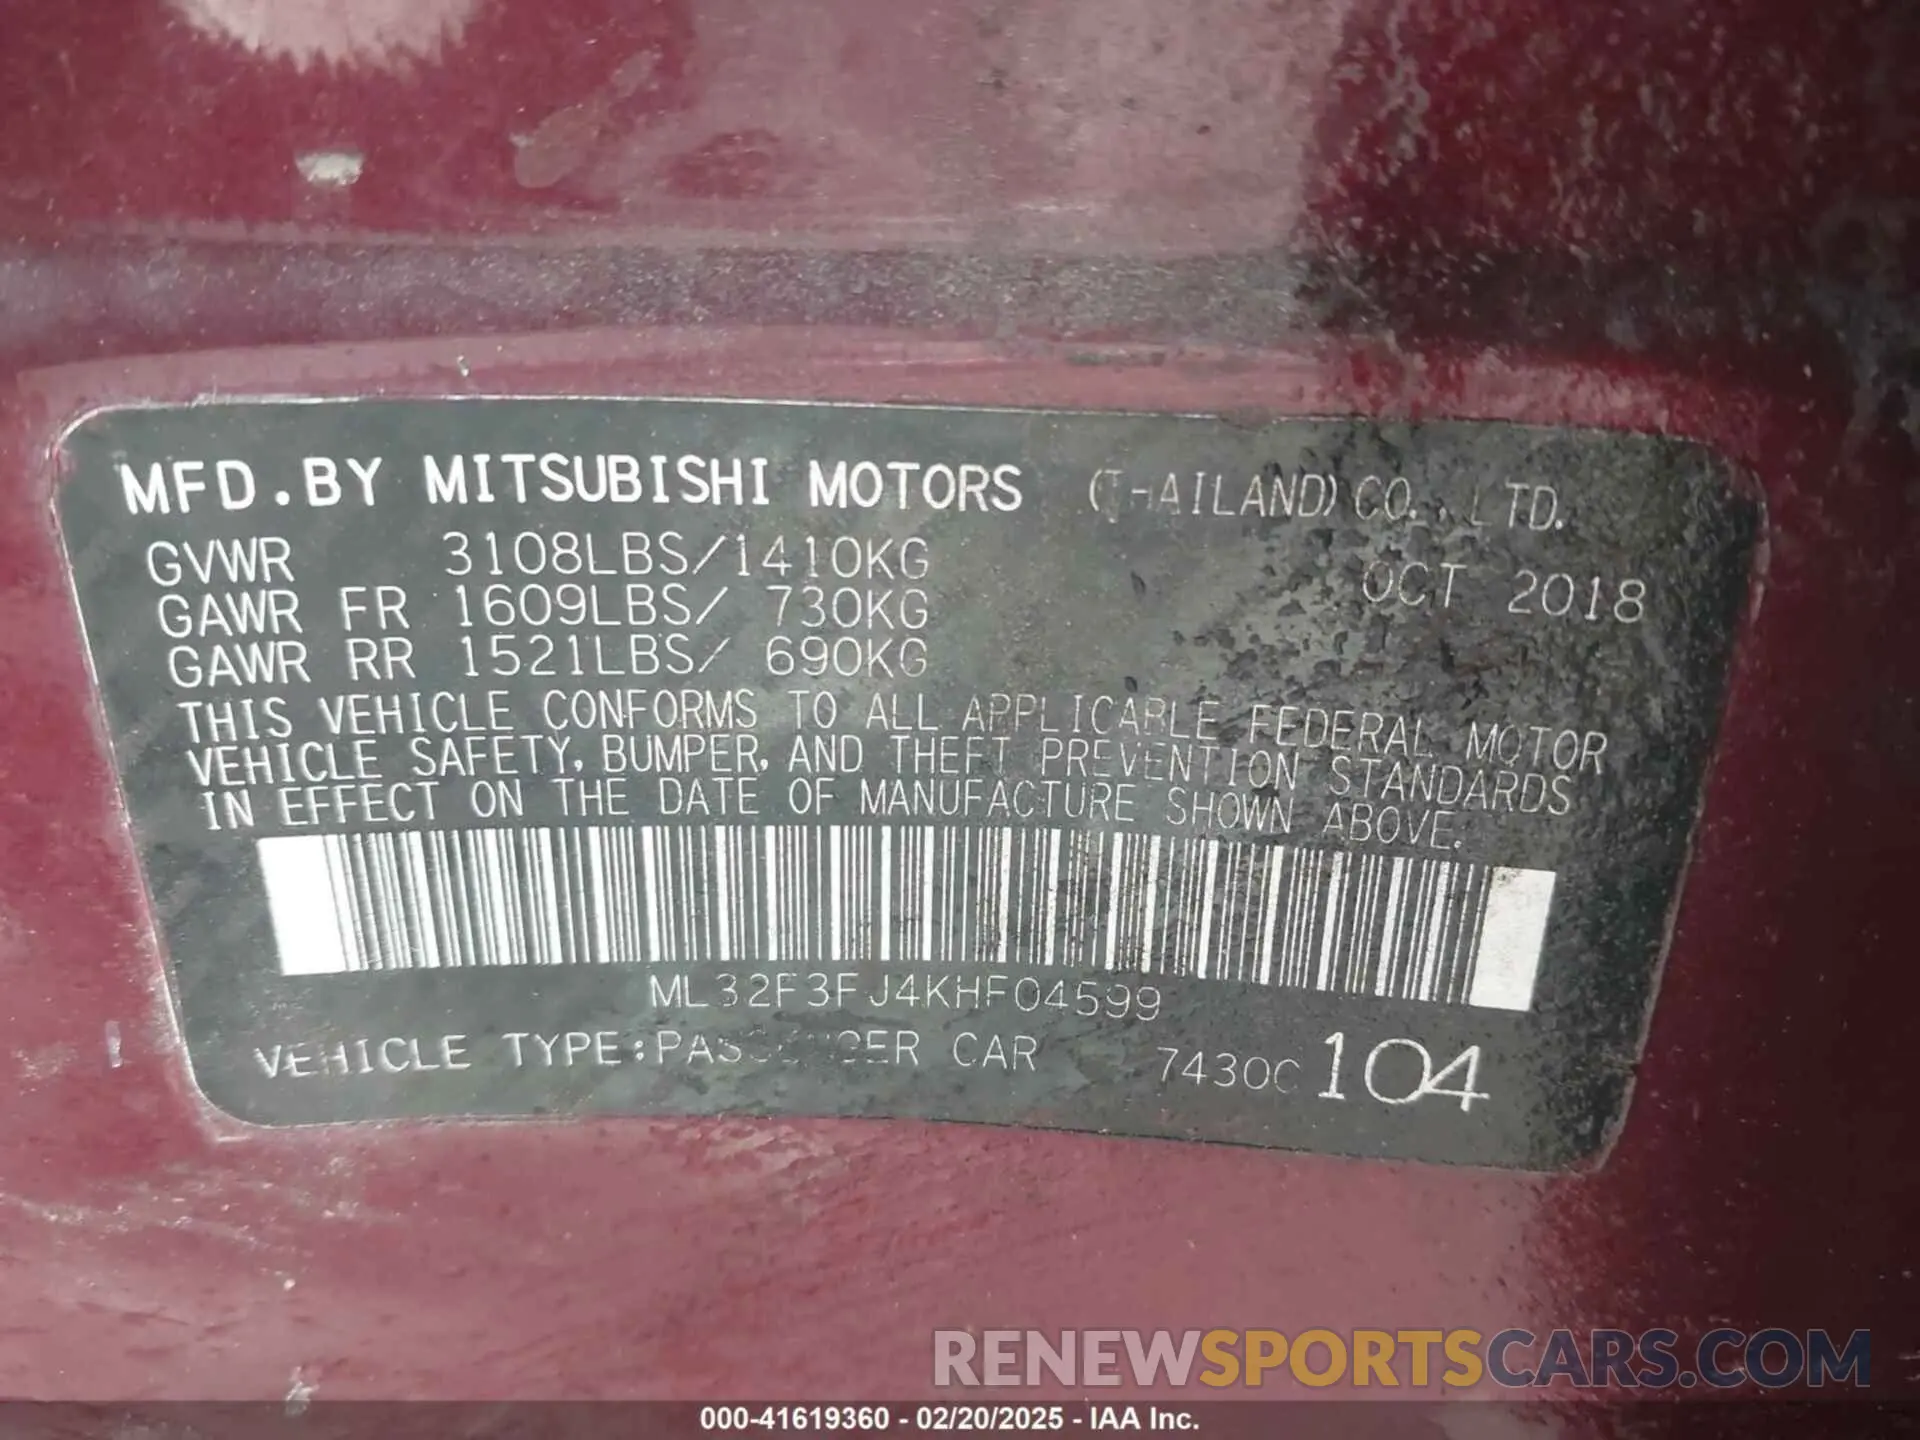 MFD.BY MITSUBISHI MOTORS (THAILAND) CO., LTD.
GVWR 3108LBS/1410KG OCT 2018
GAWR FR 1609LBS/ 730KG
GAWR RR 1521LBS/ 690KG
THIS VEHICLE CONFORMS TO ALL APPLICABLE FEDERAL MOTOR
VEHICLE SAFETY, BUMPER, AND THEFT PREVENTION STANDARDS
IN EFFECT ON THE DATE OF MANUFACTURE SHOWN ABOVE.
ML32F3FJ4KHF04599
VEHICLE TYPE:PASSENGER CAR 7430C 104
RENEWSPORTSCARS.COM
000-41619360 - 02/20/2025 - IAA Inc.